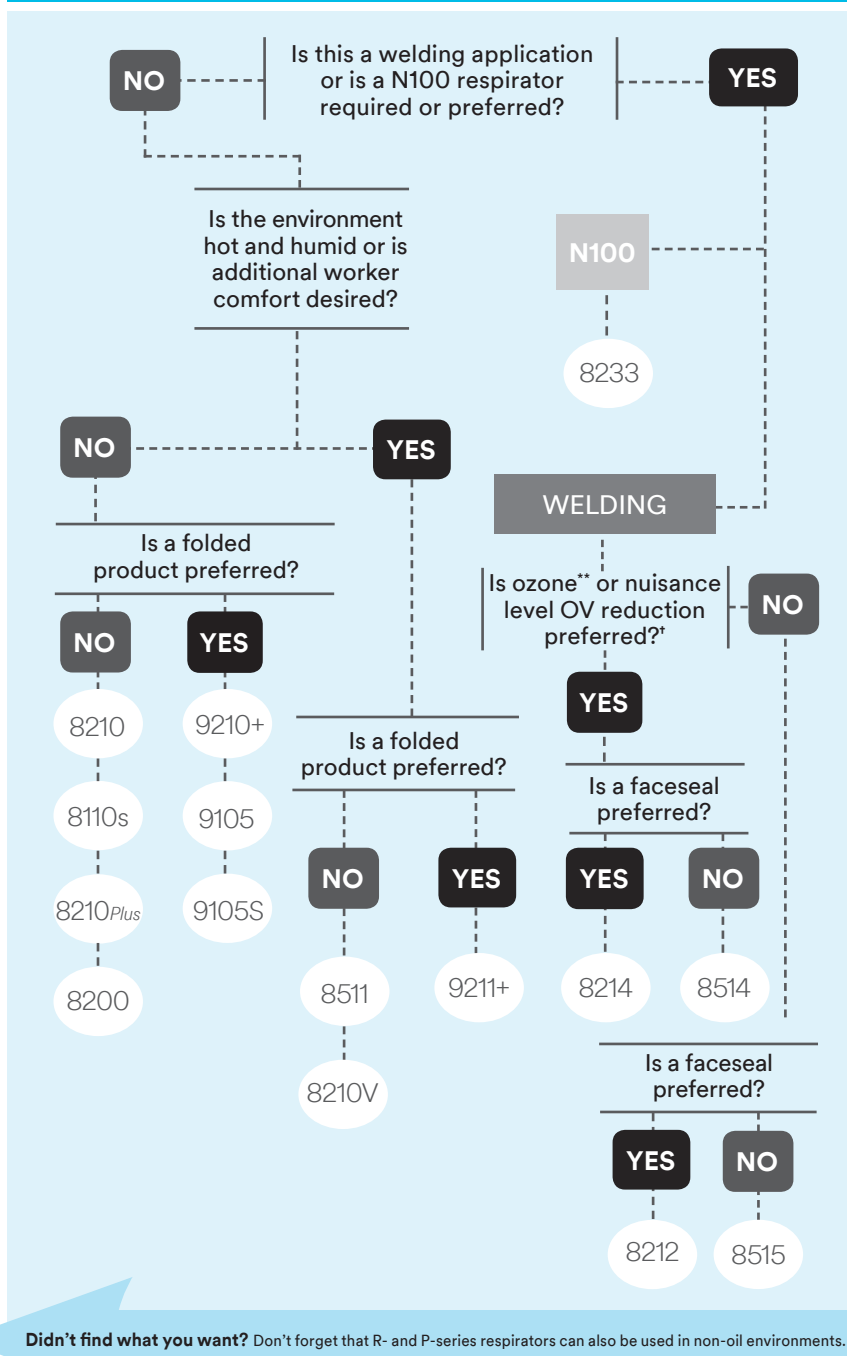 Is this a welding application
or is a N100 respirator
required or preferred?
NO
YES
Is the environment
hot and humid or is
additional worker
comfort desired?
N100
8233
NO
YES
WELDING
Is a folded
product preferred?
Is ozone** or nuisance
level OV reduction
preferred?†
NO
NO
YES
YES
8210
9210+
8110s
9105
8210Plus
9105S
8200
Is a folded
product preferred?
NO
YES
8511
9211+
8210V
Is a faceseal
preferred?
YES
NO
8214
8514
Is a faceseal
preferred?
YES
NO
8212
8515
Didn't find what you want? Don't forget that R- and P-series respirators can also be used in non-oil environments.